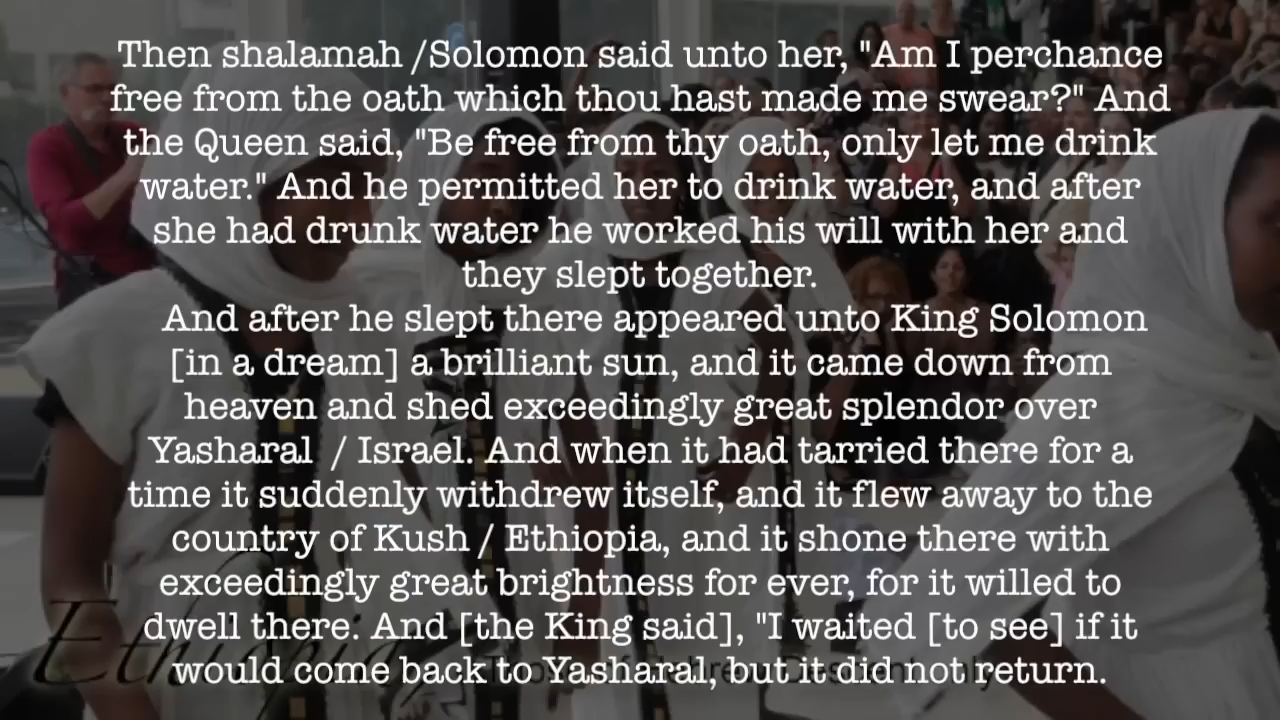 Then shalamah /Solomon said unto her, "Am I perchance
free from the oath which thou hast made me swear?" And
the Queen said, "Be free from thy oath, only let me drink
water." And he permitted her to drink water, and after
she had drunk water he worked his will with her and
they slept together.
And after he slept there appeared unto King Solomon
[in a dream] a brilliant sun, and it came down from
heaven and shed exceedingly great splendor over
Yasharal / Israel. And when it had tarried there for a
time it suddenly withdrew itself, and it flew away to the
country of Kush / Ethiopia, and it shone there with
exceedingly great brightness for ever, for it willed to
dwell there. And [the King said], "I waited [to see] if it
would come back to Yasharal, but it did not return.
Ethiopia